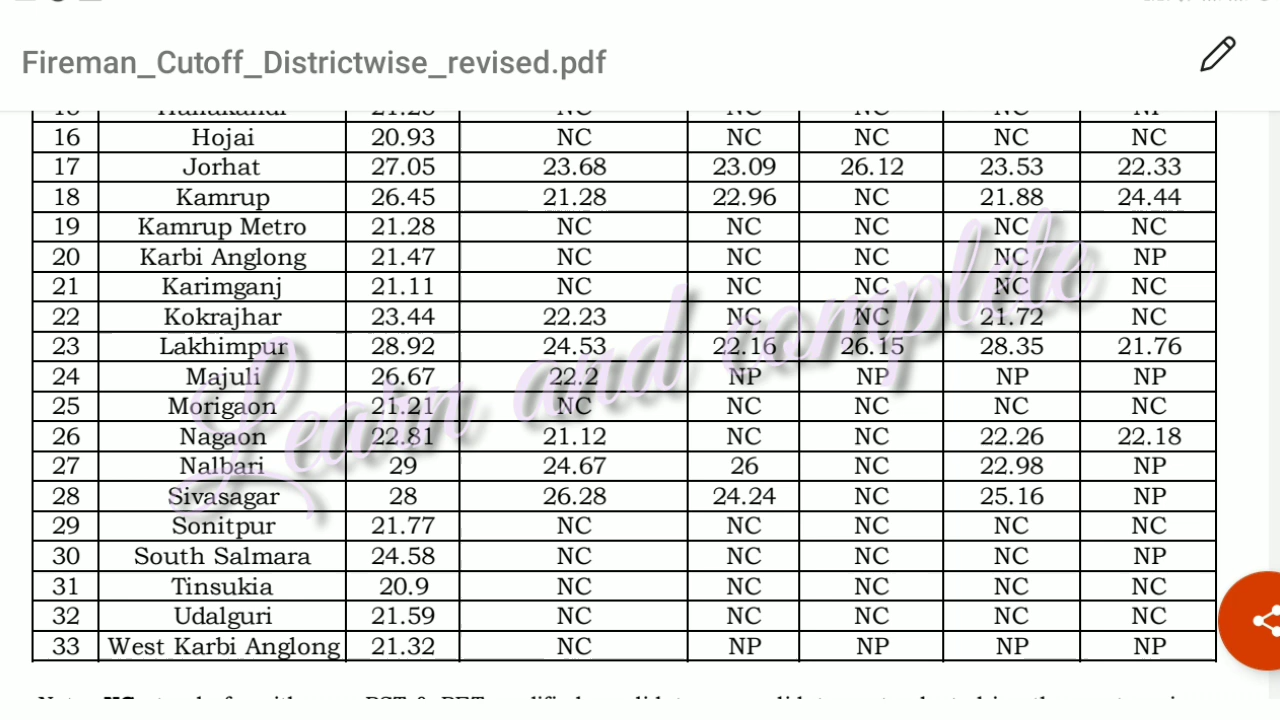 Fireman_Cutoff_Districtwise_revised.pdf
16 Hojai 20.93 NC NC NC NC NC
17 Jorhat 27.05 23.68 23.09 26.12 23.53 22.33
18 Kamrup 26.45 21.28 22.96 NC 21.88 24.44
19 Kamrup Metro 21.28 NC NC NC NC NC
20 Karbi Anglong 21.47 NC NC NC NC NP
21 Karimganj 21.11 NC NC NC NC NC
22 Kokrajhar 23.44 22.23 NC NC 21.72 NC
23 Lakhimpur 28.92 24.53 22.16 26.15 28.35 21.76
24 Majuli 26.67 22.2 NP NP NP NP
25 Morigaon 21.21 NC NC NC NC NC
26 Nagaon 22.81 21.12 NC NC 22.26 22.18
27 Nalbari 29 24.67 26 NC 22.98 NP
28 Sivasagar 28 26.28 24.24 NC 25.16 NP
29 Sonitpur 21.77 NC NC NC NC NC
30 South Salmara 24.58 NC NC NC NC NP
31 Tinsukia 20.9 NC NC NC NC NC
32 Udalguri 21.59 NC NC NC NC NC
33 West Karbi Anglong 21.32 NC NP NP NP NP
Learn and complete